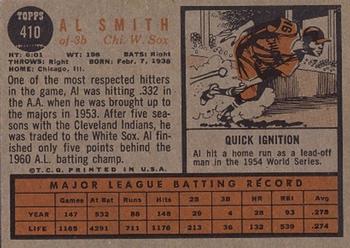 TOPPS
410
AL SMITH
of-3b Chi. W. Sox
HT: 6:01 WT: 196 BATS: Right
THROWS: Right BORN: Feb. 7, 1938
HOME: Chicago, Ill.
One of the most respected hitters
in the game, Al was hitting .332 in
the A.A. when he was brought up to
the majors in 1953. After five seasons
with the Cleveland Indians, he
was traded to the White Sox. Al
finished only five points behind the
1960 A.L. batting champ.
©T.C.G. PRINTED IN U.S.A.
QUICK IGNITION
Al hit a home run as a lead-off
man in the 1954 World Series.
MAJOR LEAGUE BATTING RECORD
Games At Bat Runs Hits 2B 3B HR RBI Avg.
YEAR 147 532 88 148 29 4 28 93 .278
LIFE 1165 4291 713 1176 206 36 136 539 .274